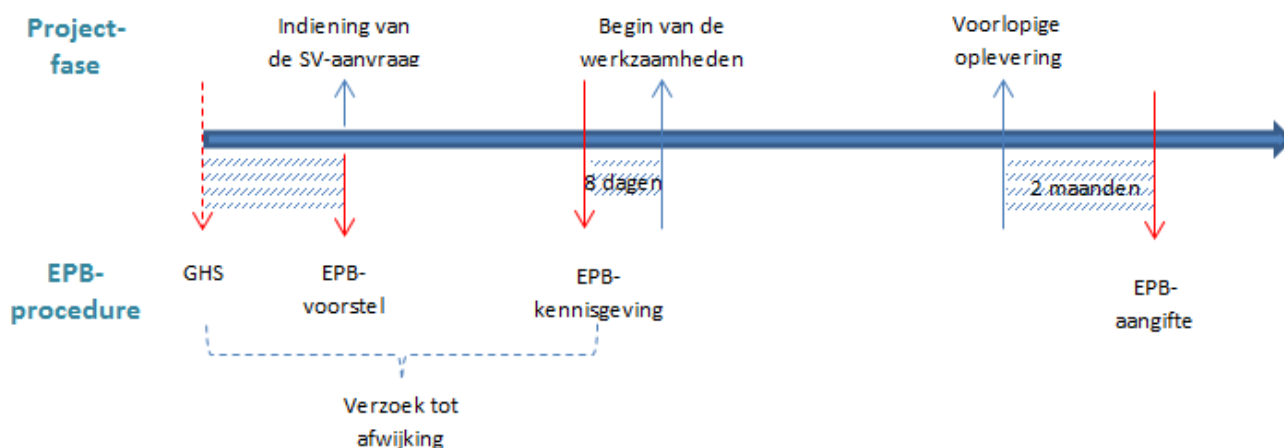 Project-
fase
Indiening van
de SV-aanvraag
Begin van de
werkzaamheden
Voorlopige
oplevering
8 dagen
2 maanden
EPB-
procedure
GHS
EPB-
voorstel
EPB-
kennisgeving
EPB-
aangifte
Verzoek tot
afwijking